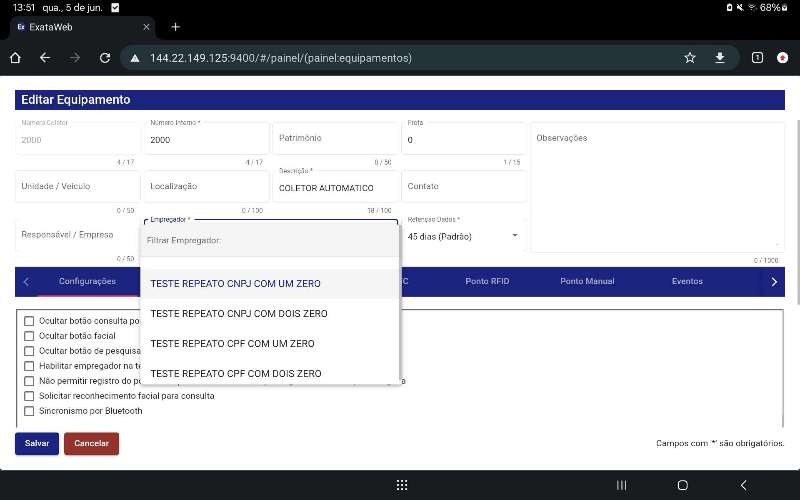 13:51 qua., 5 de jun.
68%
Ex ExataWeb
144.22.149.125:9400/#/painel/(painel:equipamentos)
1
Editar Equipamento
Número Coletor
2000
4 / 17
Número Interno *
2000
4 / 17
Patrimônio
0 / 50
Frota
0
1 / 15
Observações
0 / 1000
Unidade / Veículo
0 / 50
Localização
0 / 100
Descrição *
COLETOR AUTOMATICO
18 / 100
Contato
Responsável / Empresa
0 / 50
Empregador *
Filtrar Empregador:
Retenção Dados *
45 dias (Padrão)
TESTE REPEATO CNPJ COM UM ZERO
TESTE REPEATO CNPJ COM DOIS ZERO
TESTE REPEATO CPF COM UM ZERO
TESTE REPEATO CPF COM DOIS ZERO
Configurações
C
Ponto RFID
Ponto Manual
Eventos
Ocultar botão consulta po
Ocultar botão facial
Ocultar botão de pesquisa
Habilitar empregador na te
Não permitir registro do po
Solicitar reconhecimento facial para consulta
Sincronismo por Bluetooth
Salvar
Cancelar
Campos com '*' são obrigatórios.